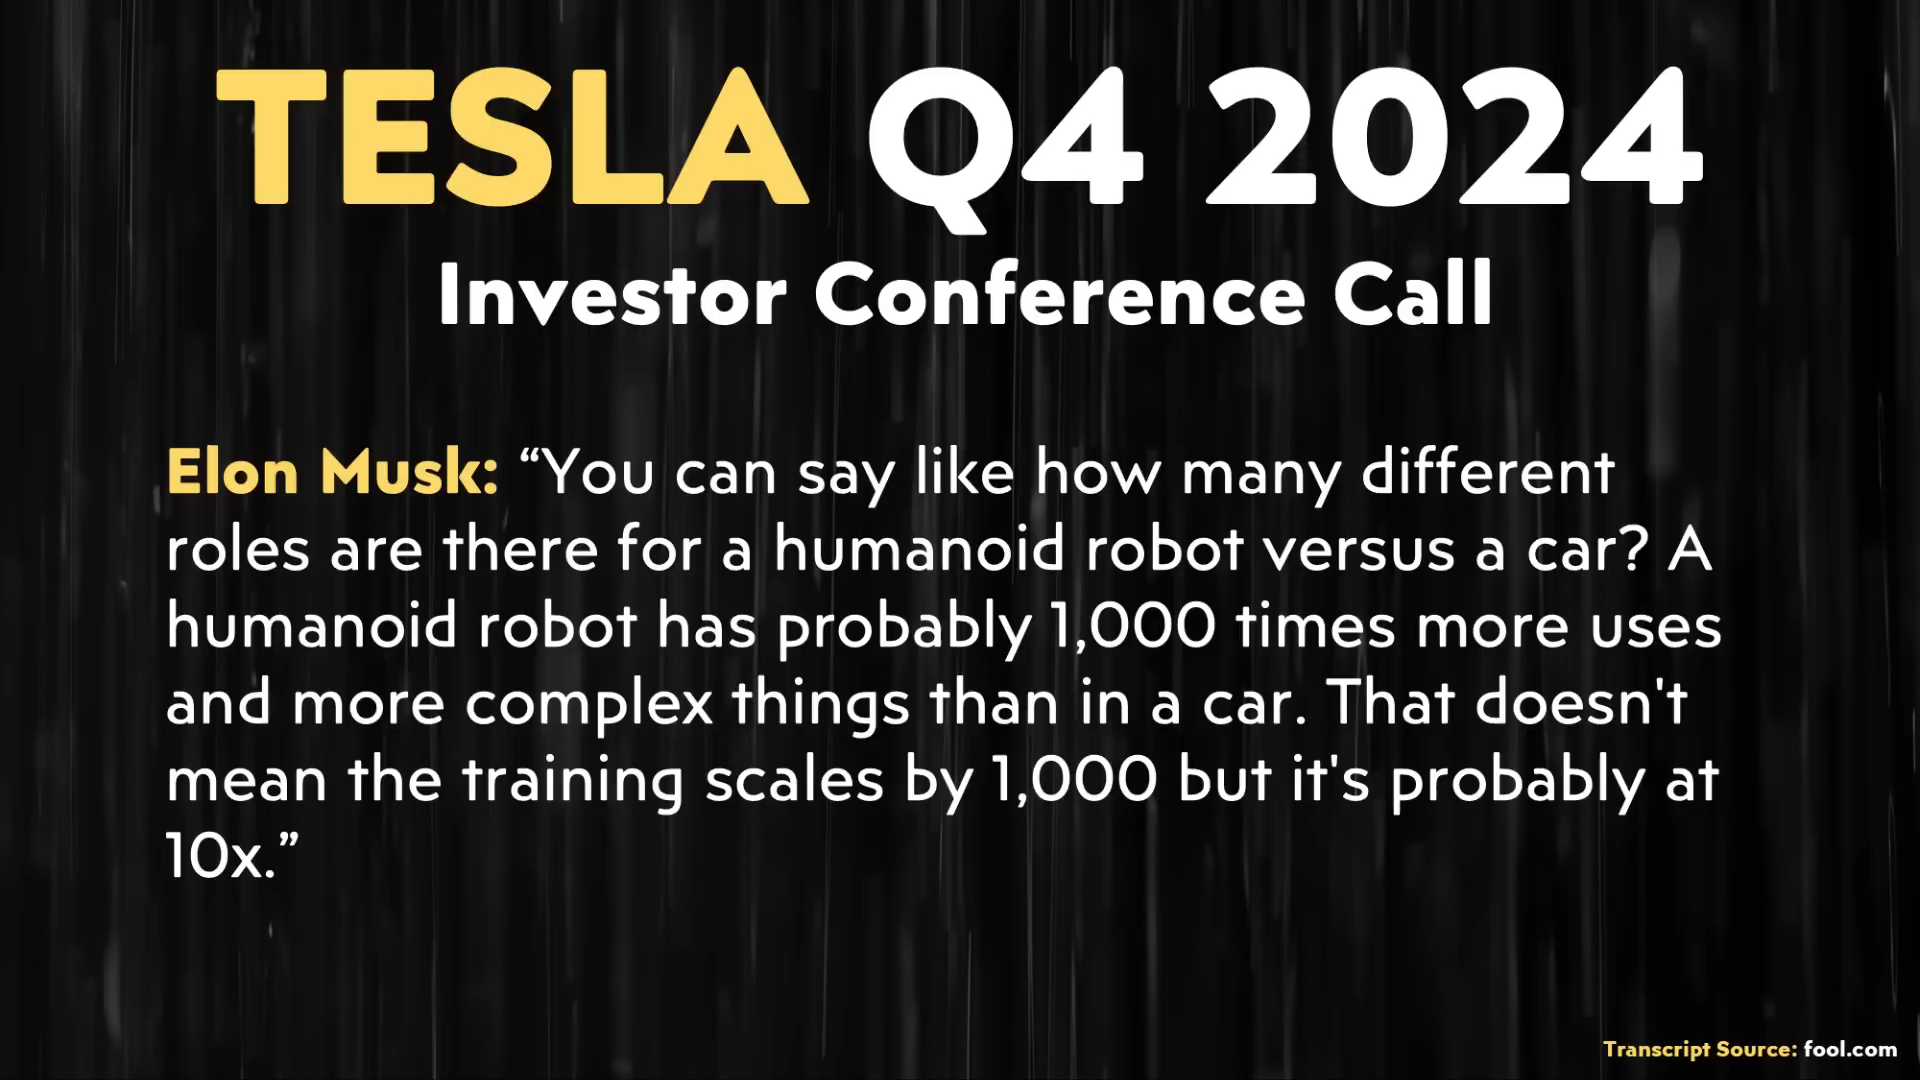 TESLA Q4 2024
Investor Conference Call
Elon Musk: “You can say like how many different
roles are there for a humanoid robot versus a car? A
humanoid robot has probably 1,000 times more uses
and more complex things than in a car. That doesn't
mean the training scales by 1,000 but it's probably at
10x.”
Transcript Source: fool.com